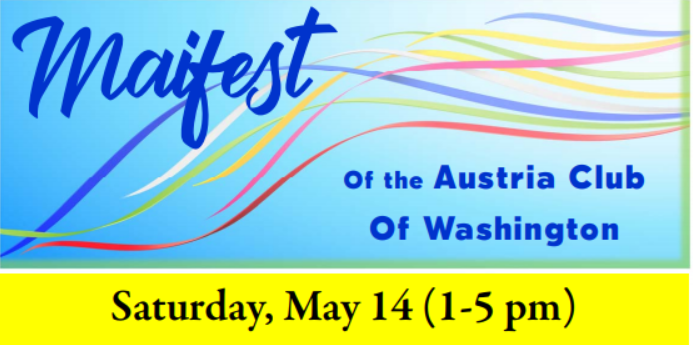 Maifest
Of the Austria Club
Of Washington
Saturday, May 14 (1-5 pm)